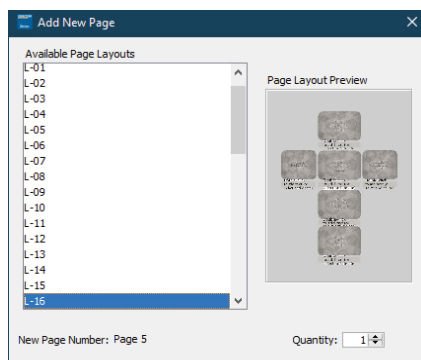 Add New Page
Available Page Layouts
L-01
L-02
L-03
L-04
L-05
L-06
L-07
L-08
L-09
L-10
L-11
L-12
L-13
L-14
L-15
L-16
Page Layout Preview
New Page Number: Page 5
Quantity: 1